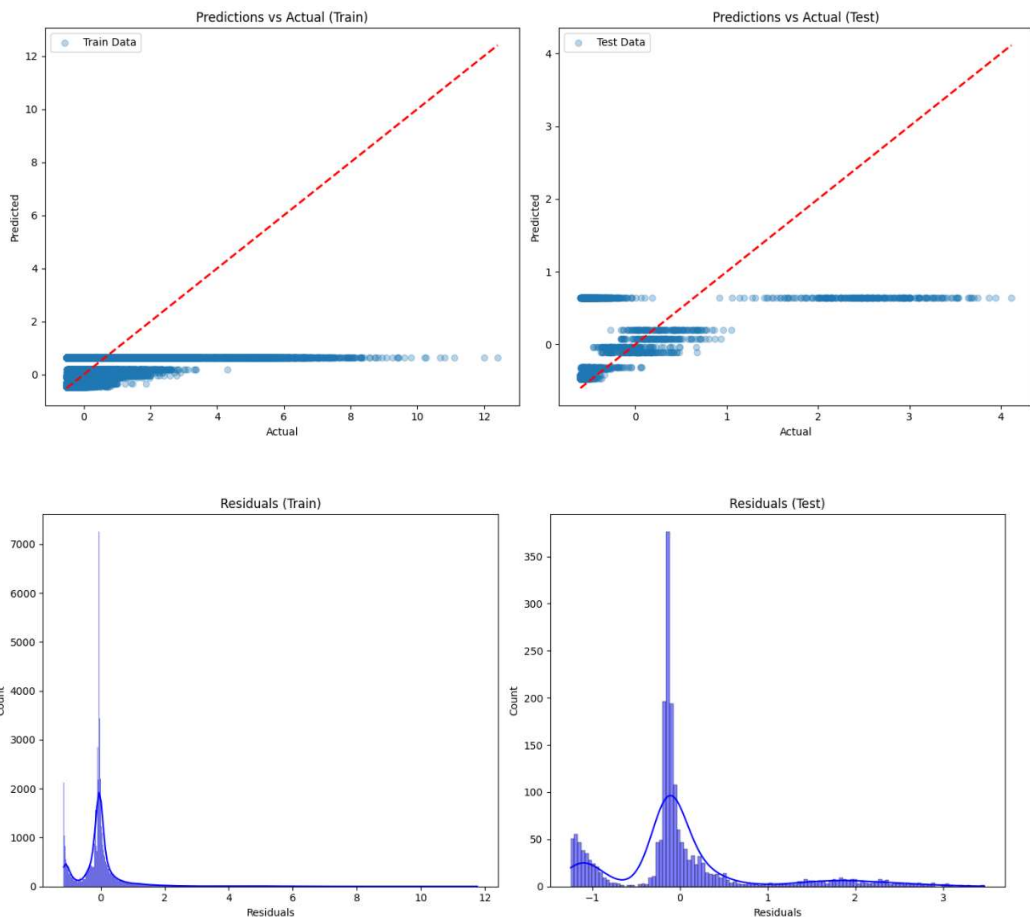 Predictions vs Actual (Train)
Train Data
12
10
8
6
4
2
0
Predicted
0 2 4 6 8 10 12
Actual
Predictions vs Actual (Test)
Test Data
4
3
2
1
0
Predicted
0 1 2 3 4
Actual
Residuals (Train)
7000
6000
5000
4000
3000
2000
1000
0
0 2 4 6 8 10 12
Residuals
Residuals (Test)
350
300
250
200
150
100
50
0
Count
−1 0 1 2 3
Residuals